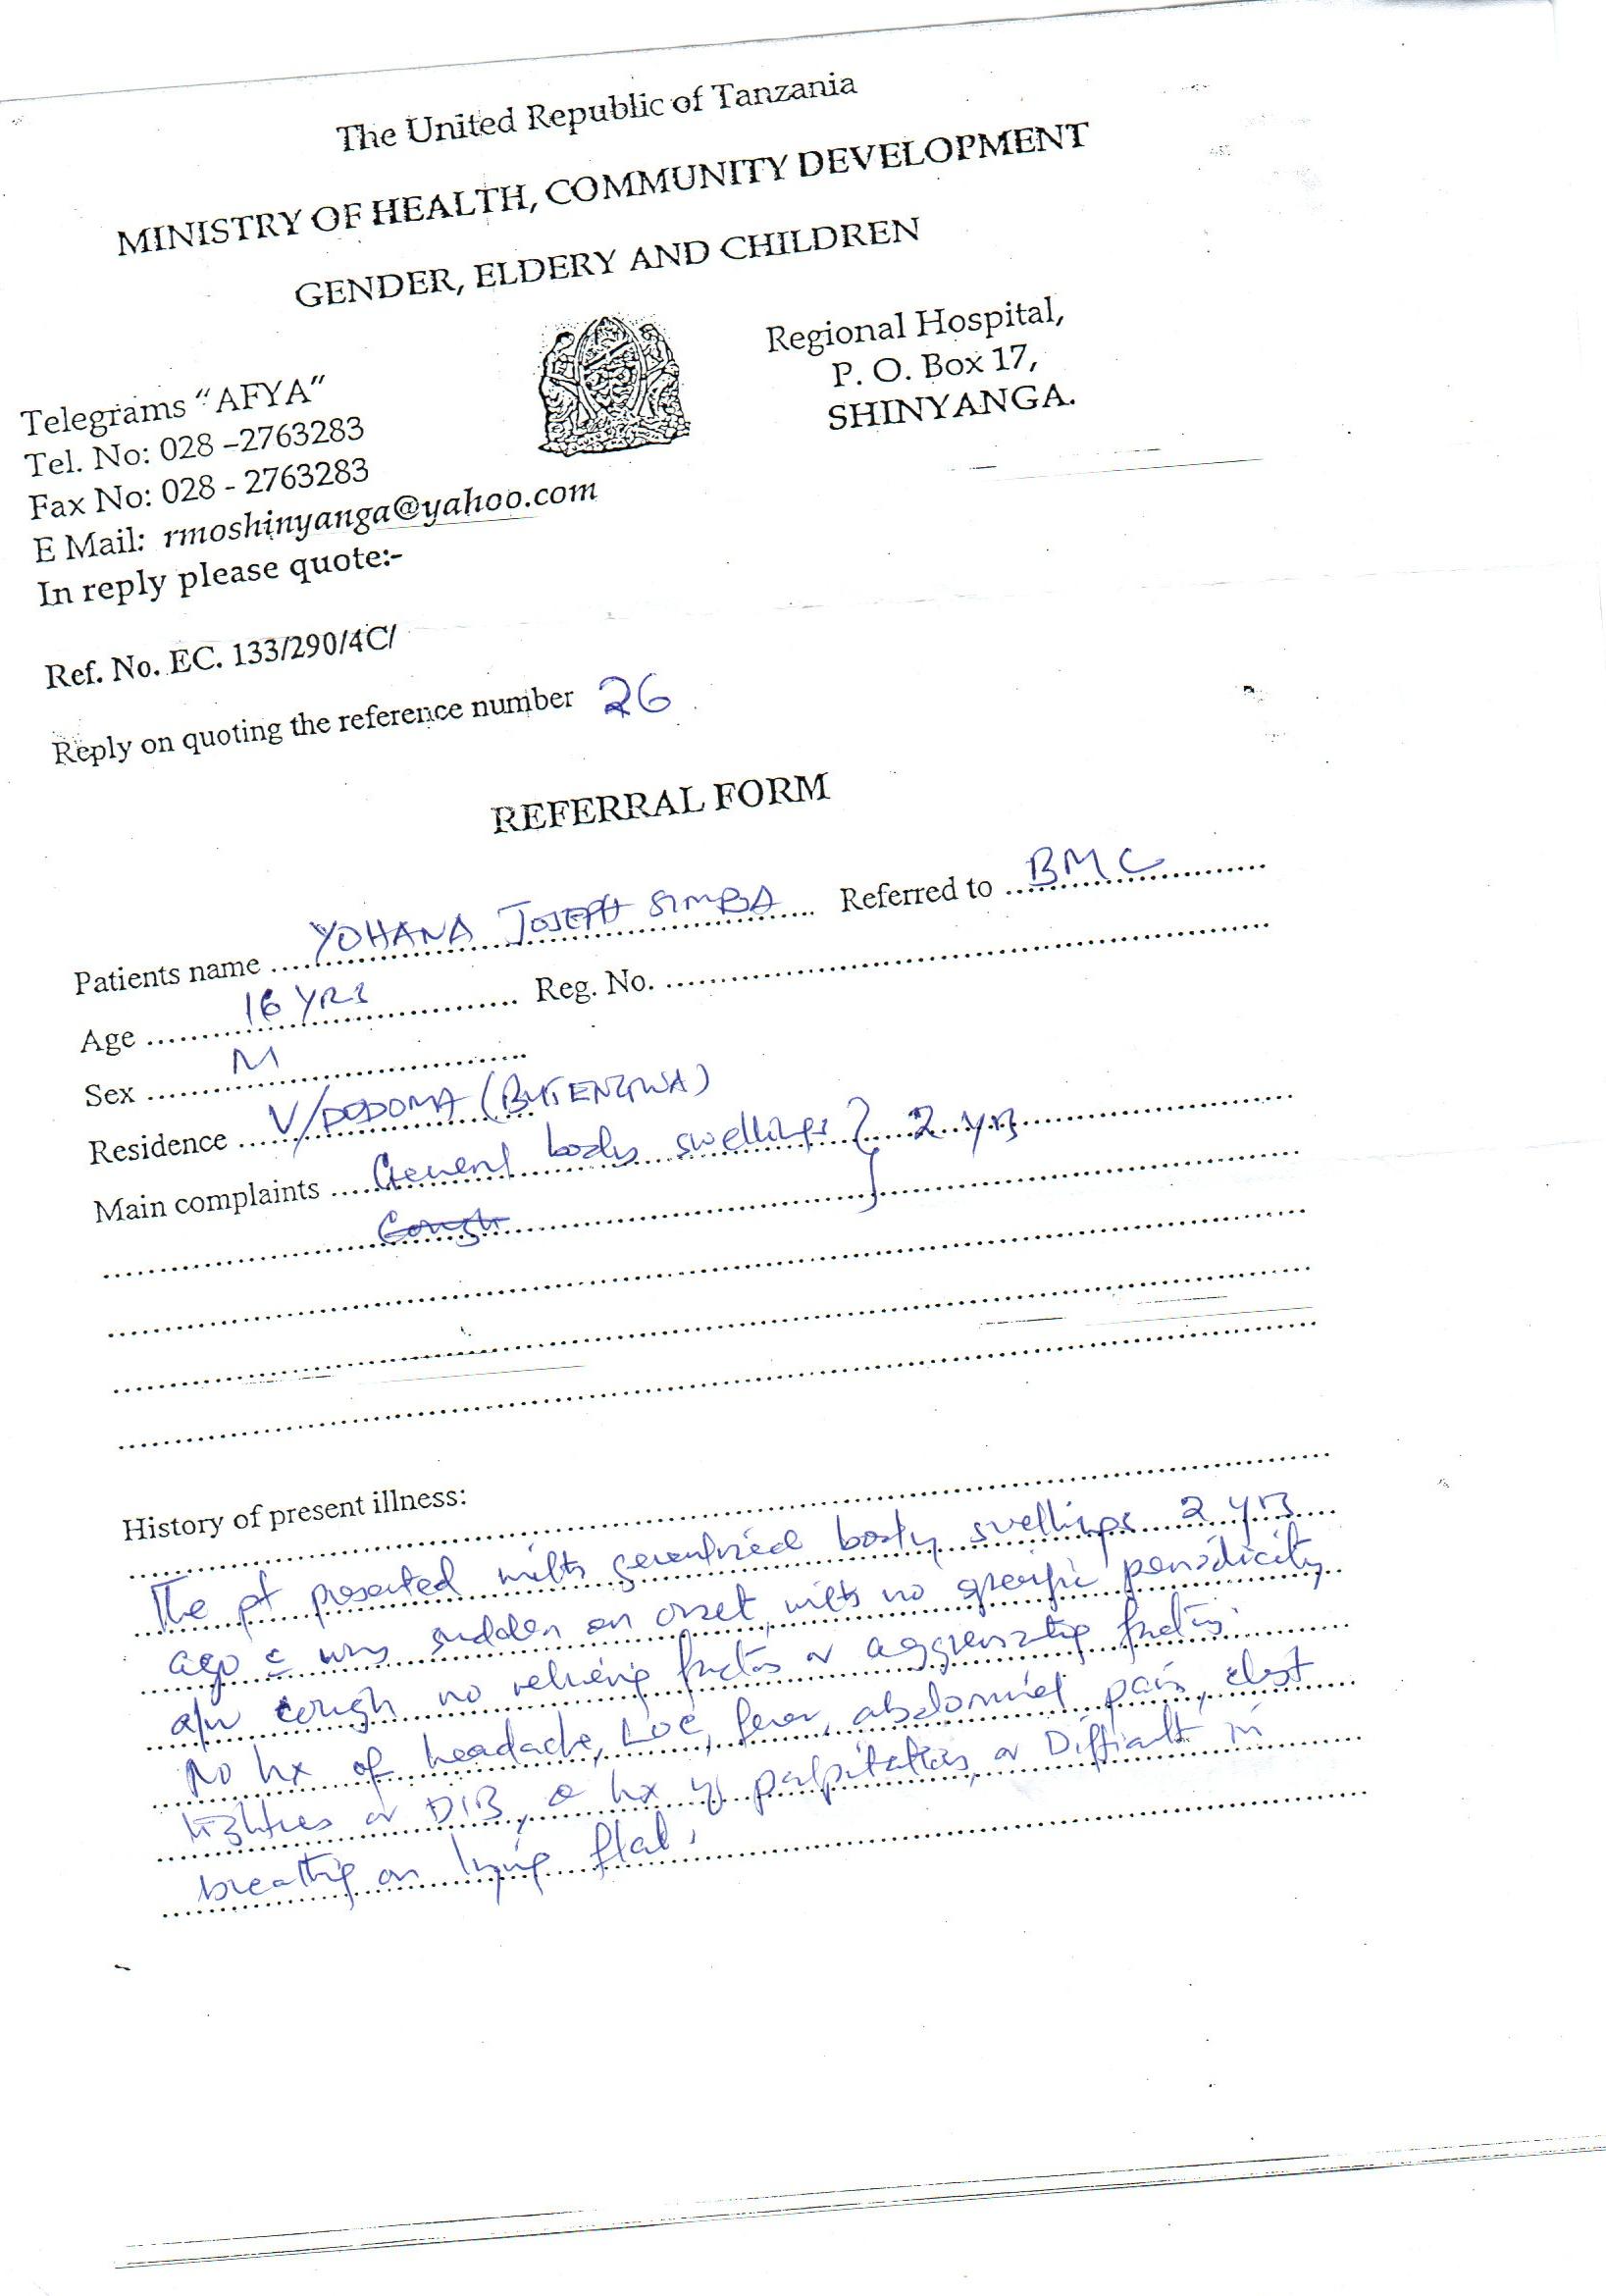 The United Republic of Tanzania
MINISTRY OF HEALTH, COMMUNITY DEVELOPMENT
GENDER, ELDERY AND CHILDREN
Regional Hospital,
P. O. Box 17,
SHINYANGA.
Telegrams "AFYA"
Tel. No: 028 –2763283
Fax No: 028 - 2763283
E Mail: rmoshinyanga@yahoo.com
In reply please quote:-
Ref. No. EC. 133/290/4C/
Reply on quoting the reference number 26
REFERRAL FORM
Patients name YOHANA JOSEPH SIMBA Referred to BMC
Age 16 YRS Reg. No.
Sex M
Residence V/DODOMA
Main complaints General body swellings } 2 yrs
Cough
History of present illness:
The pt presented with generalized body swellings 2 yrs
ago c was sudden on onset, with no specific periodicity
a/w cough no relieving factors or aggrevating factors.
No hx of headache, LOC, fever, abdominal pain, chest
or DIB, hx of palpitation, or Difficult in
breathing on lying flat.